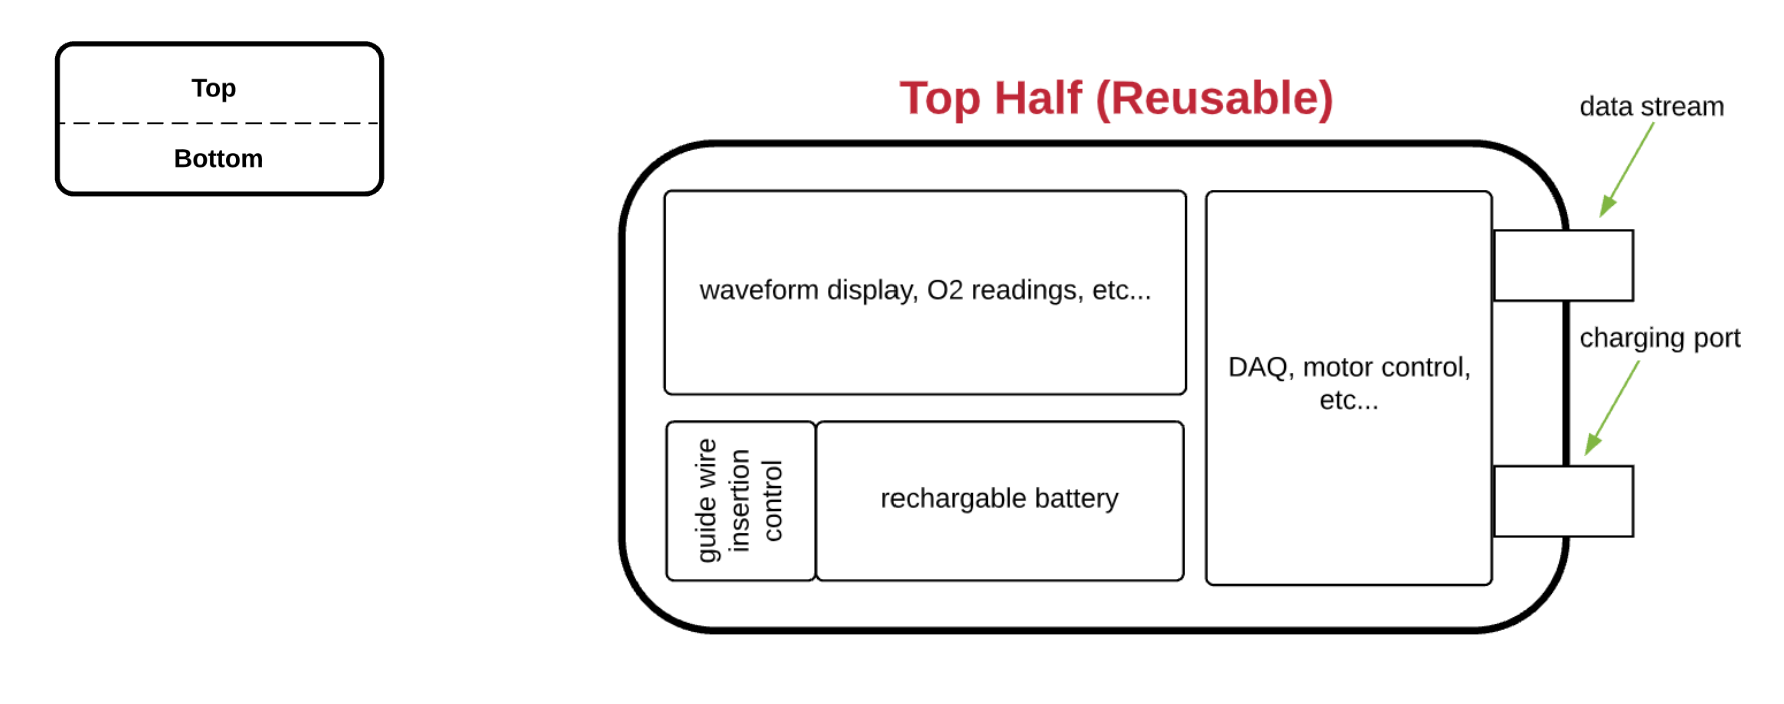 Top
Bottom
Top Half (Reusable)
data stream
waveform display, O2 readings, etc...
charging port
DAQ, motor control,
etc...
guide wire
insertion
control
rechargable battery